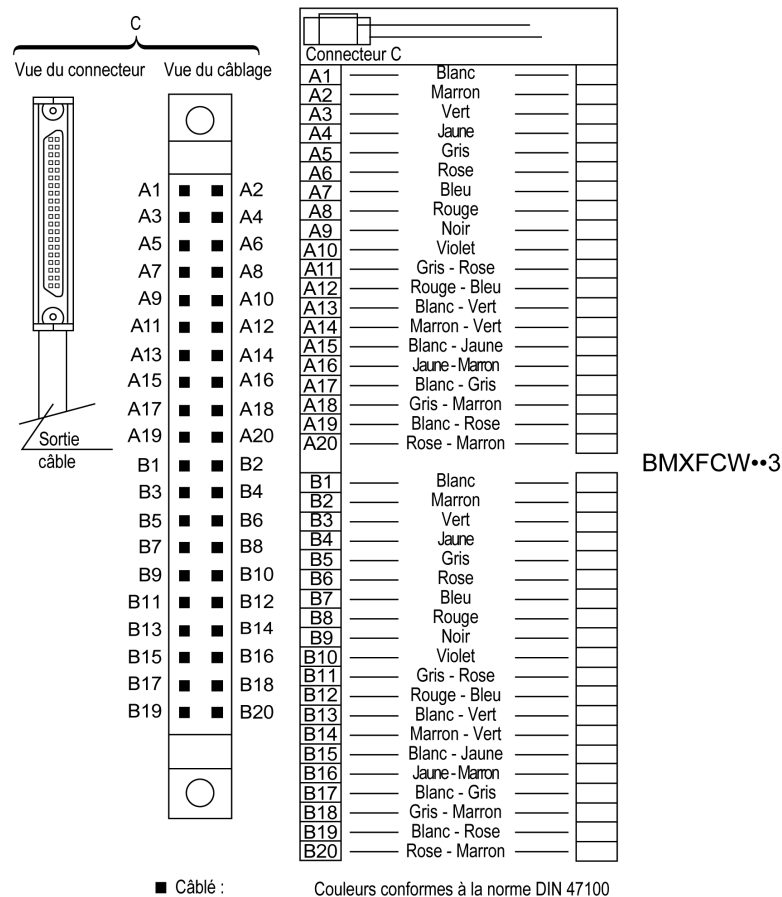 C
Vue du connecteur Vue du câblage
A1 A2
A3 A4
A5 A6
A7 A8
A9 A10
A11 A12
A13 A14
A15 A16
A17 A18
A19 A20
B1 B2
B3 B4
B5 B6
B7 B8
B9 B10
B11 B12
B13 B14
B15 B16
B17 B18
B19 B20
Sortie
câble
Connecteur C
A1 Blanc
A2 Marron
A3 Vert
A4 Jaune
A5 Gris
A6 Rose
A7 Bleu
A8 Rouge
A9 Noir
A10 Violet
A11 Gris - Rose
A12 Rouge - Bleu
A13 Blanc - Vert
A14 Marron - Vert
A15 Blanc - Jaune
A16 Jaune - Marron
A17 Blanc - Gris
A18 Gris - Marron
A19 Blanc - Rose
A20 Rose - Marron
B1 Blanc
B2 Marron
B3 Vert
B4 Jaune
B5 Gris
B6 Rose
B7 Bleu
B8 Rouge
B9 Noir
B10 Violet
B11 Gris - Rose
B12 Rouge - Bleu
B13 Blanc - Vert
B14 Marron - Vert
B15 Blanc - Jaune
B16 Jaune - Marron
B17 Blanc - Gris
B18 Gris - Marron
B19 Blanc - Rose
B20 Rose - Marron
BMXFCW••3
■ Câblé :
Couleurs conformes à la norme DIN 47100